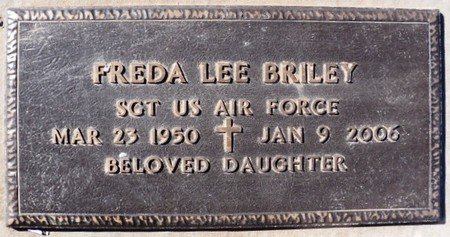 FREDA LEE BRILEY
SGT US AIR FORCE
MAR 23 1950 JAN 9 2006
BELOVED DAUGHTER